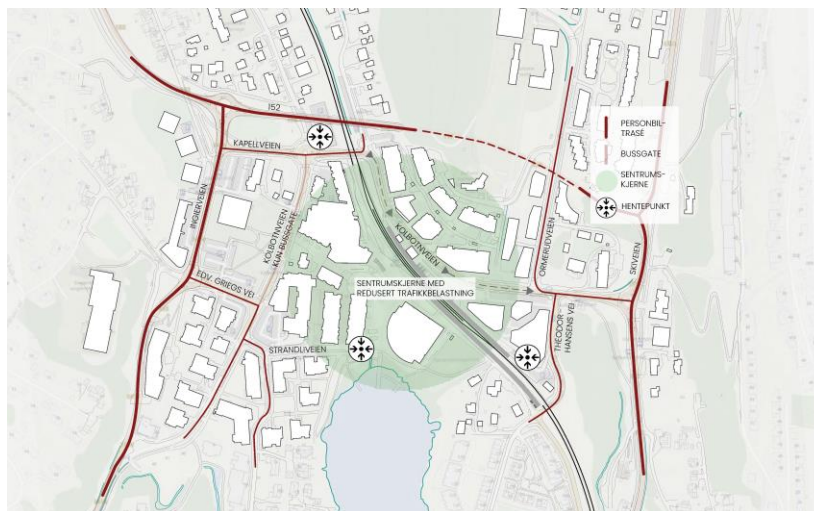 152
KAPELLVEIEN
INGIERVEIEN
KOLBOTNVEIEN
KUN BUSSGATE
EDV. GRIEGS VEI
STRANDLIVEIEN
KOLBOTNVEIEN
SENTRUMSKJERNE MED
REDUSERT TRAFIKKBELASTNING
ORMERUDVEIEN
THEODOR-
HANSENS VEI
SKIVEIEN
PERSONBIL-
TRASÉ
BUSSGATE
SENTRUMS-
KJERNE
HENTEPUNKT